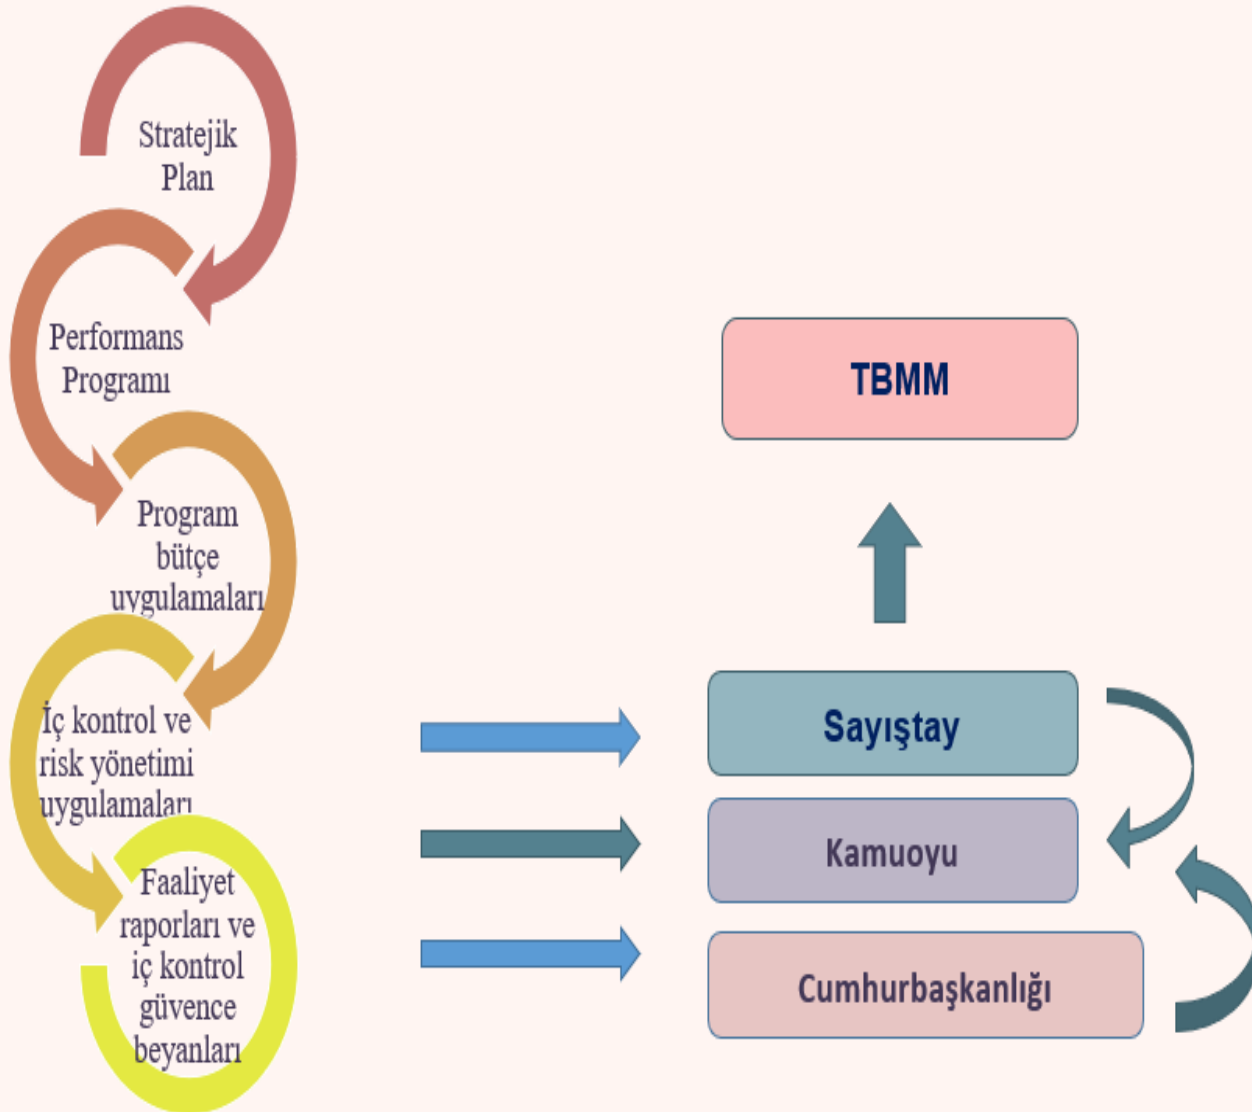 Stratejik
Plan
Performans
Programı
Program
bütçe
uygulamaları
İç kontrol ve
risk yönetimi
uygulamaları
Faaliyet
raporları ve
iç kontrol
güvence
beyanları
TBMM
Sayıştay
Kamuoyu
Cumhurbaşkanlığı